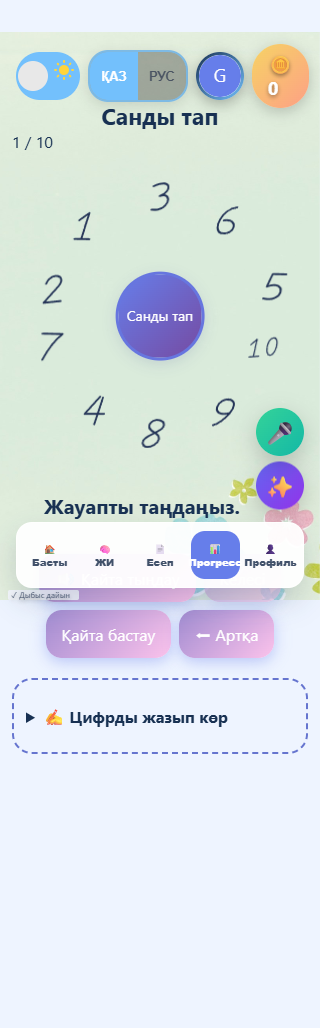 ҚАЗ РУС G 0
Санды тап
1 / 10
3
1 6
2 5
Санды тап
7 10
4 9
8
Жауапты таңдаңыз.
Басты ЖИ Есеп Прогресс Профиль
✓ Дыбыс дайын
Қайта бастау ⬅ Артқа
▶ ✍️ Цифрды жазып көр